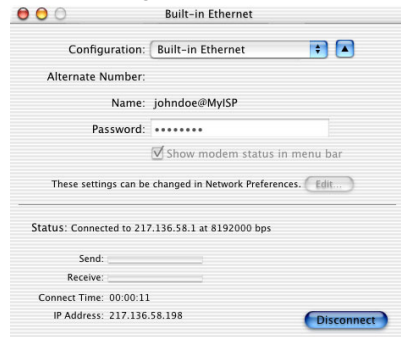 Built-in Ethernet
Configuration: Built-in Ethernet
Alternate Number:
Name: johndoe@MyISP
Password: ••••••••
Show modem status in menu bar
These settings can be changed in Network Preferences. Edit...
Status: Connected to 217.136.58.1 at 8192000 bps
Send:
Receive:
Connect Time: 00:00:11
IP Address: 217.136.58.198
Disconnect